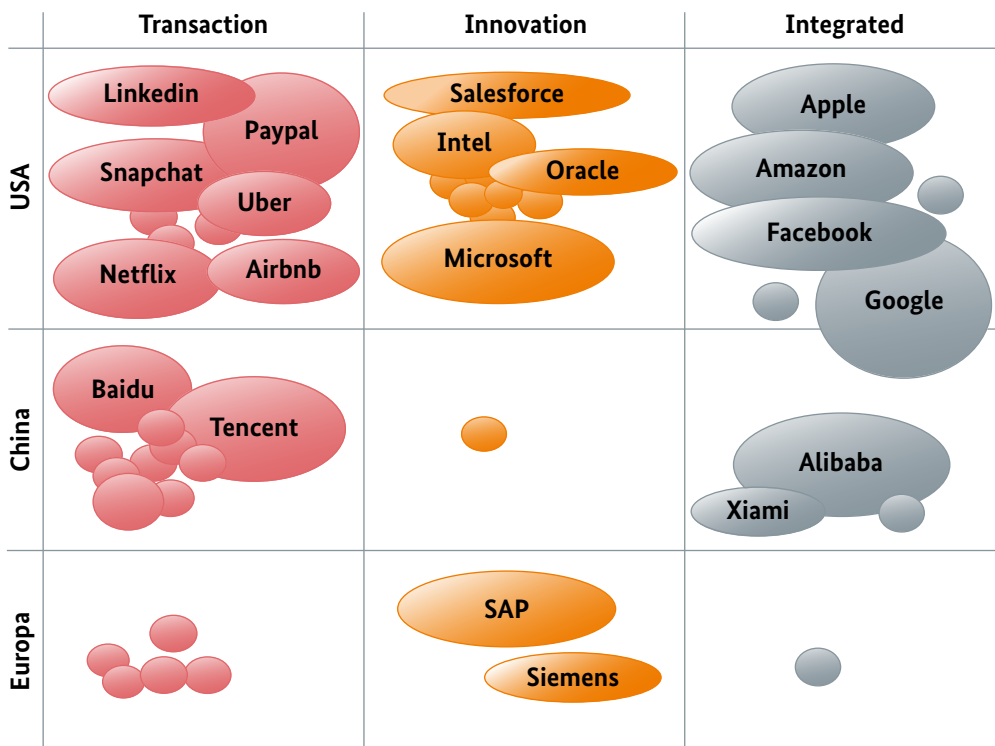 Transaction
Innovation
Integrated
USA
Linkedin
Paypal
Snapchat
Uber
Netflix
Airbnb
Salesforce
Intel
Oracle
Microsoft
Apple
Amazon
Facebook
Google
China
Baidu
Tencent
Alibaba
Xiami
Europa
SAP
Siemens